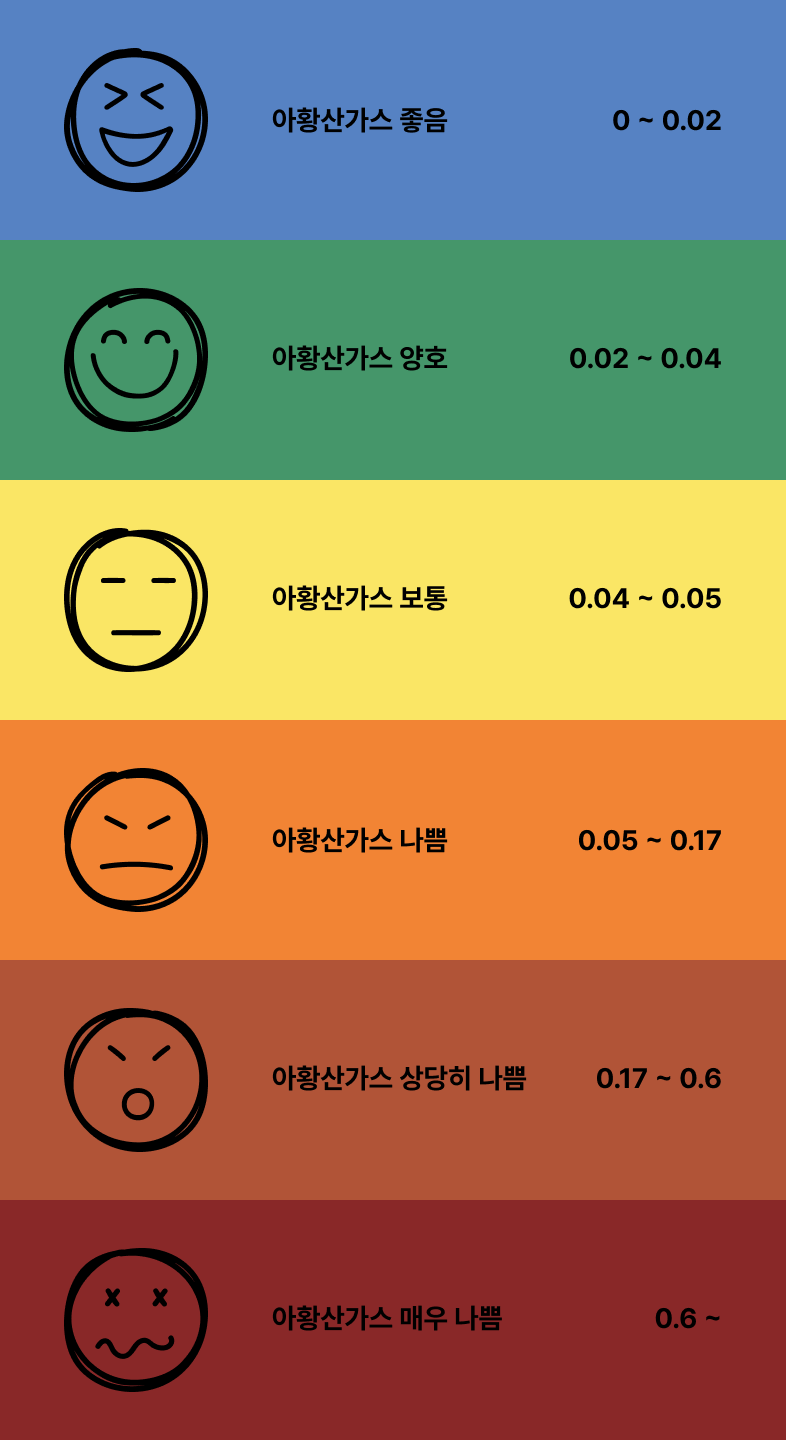 아황산가스 좋음 0 ~ 0.02
아황산가스 양호 0.02 ~ 0.04
아황산가스 보통 0.04 ~ 0.05
아황산가스 나쁨 0.05 ~ 0.17
아황산가스 상당히 나쁨 0.17 ~ 0.6
아황산가스 매우 나쁨 0.6 ~